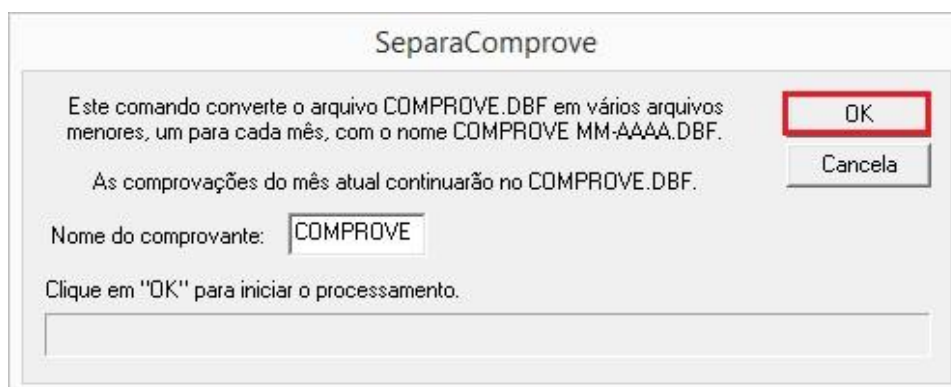 SeparaComprove
Este comando converte o arquivo COMPROVE.DBF em vários arquivos
menores, um para cada mês, com o nome COMPROVE MM-AAAA.DBF.
OK
Cancela
As comprovações do mês atual continuarão no COMPROVE.DBF.
Nome do comprovante: COMPROVE
Clique em "OK" para iniciar o processamento.